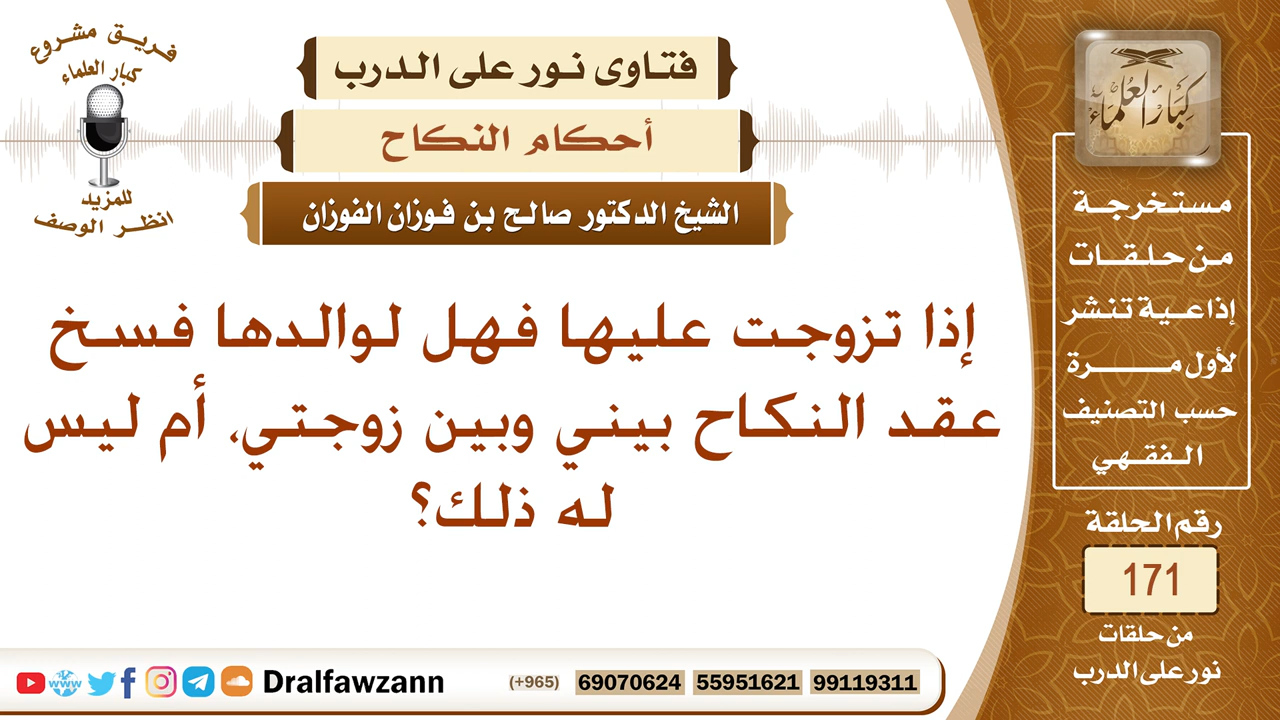 فريق مشروع
كبار العلماء
للمزيد
انظر الوصف
فتاوى نور على الدرب
أحكام النكاح
الشيخ الدكتور صالح بن فوزان الفوزان
إذا تزوجت عليها فهل لوالدها فسخ
عقد النكاح بيني وبين زوجتي، أم ليس
له ذلك؟
كبار العلماء
مستخرجة
من حلقات
إذاعية تنشر
لأول مرة
حسب التصنيف
الفقهي
رقم الحلقة
171
من حلقات
نور على الدرب
www Dralfawzann (+965) 69070624 55951621 99119311